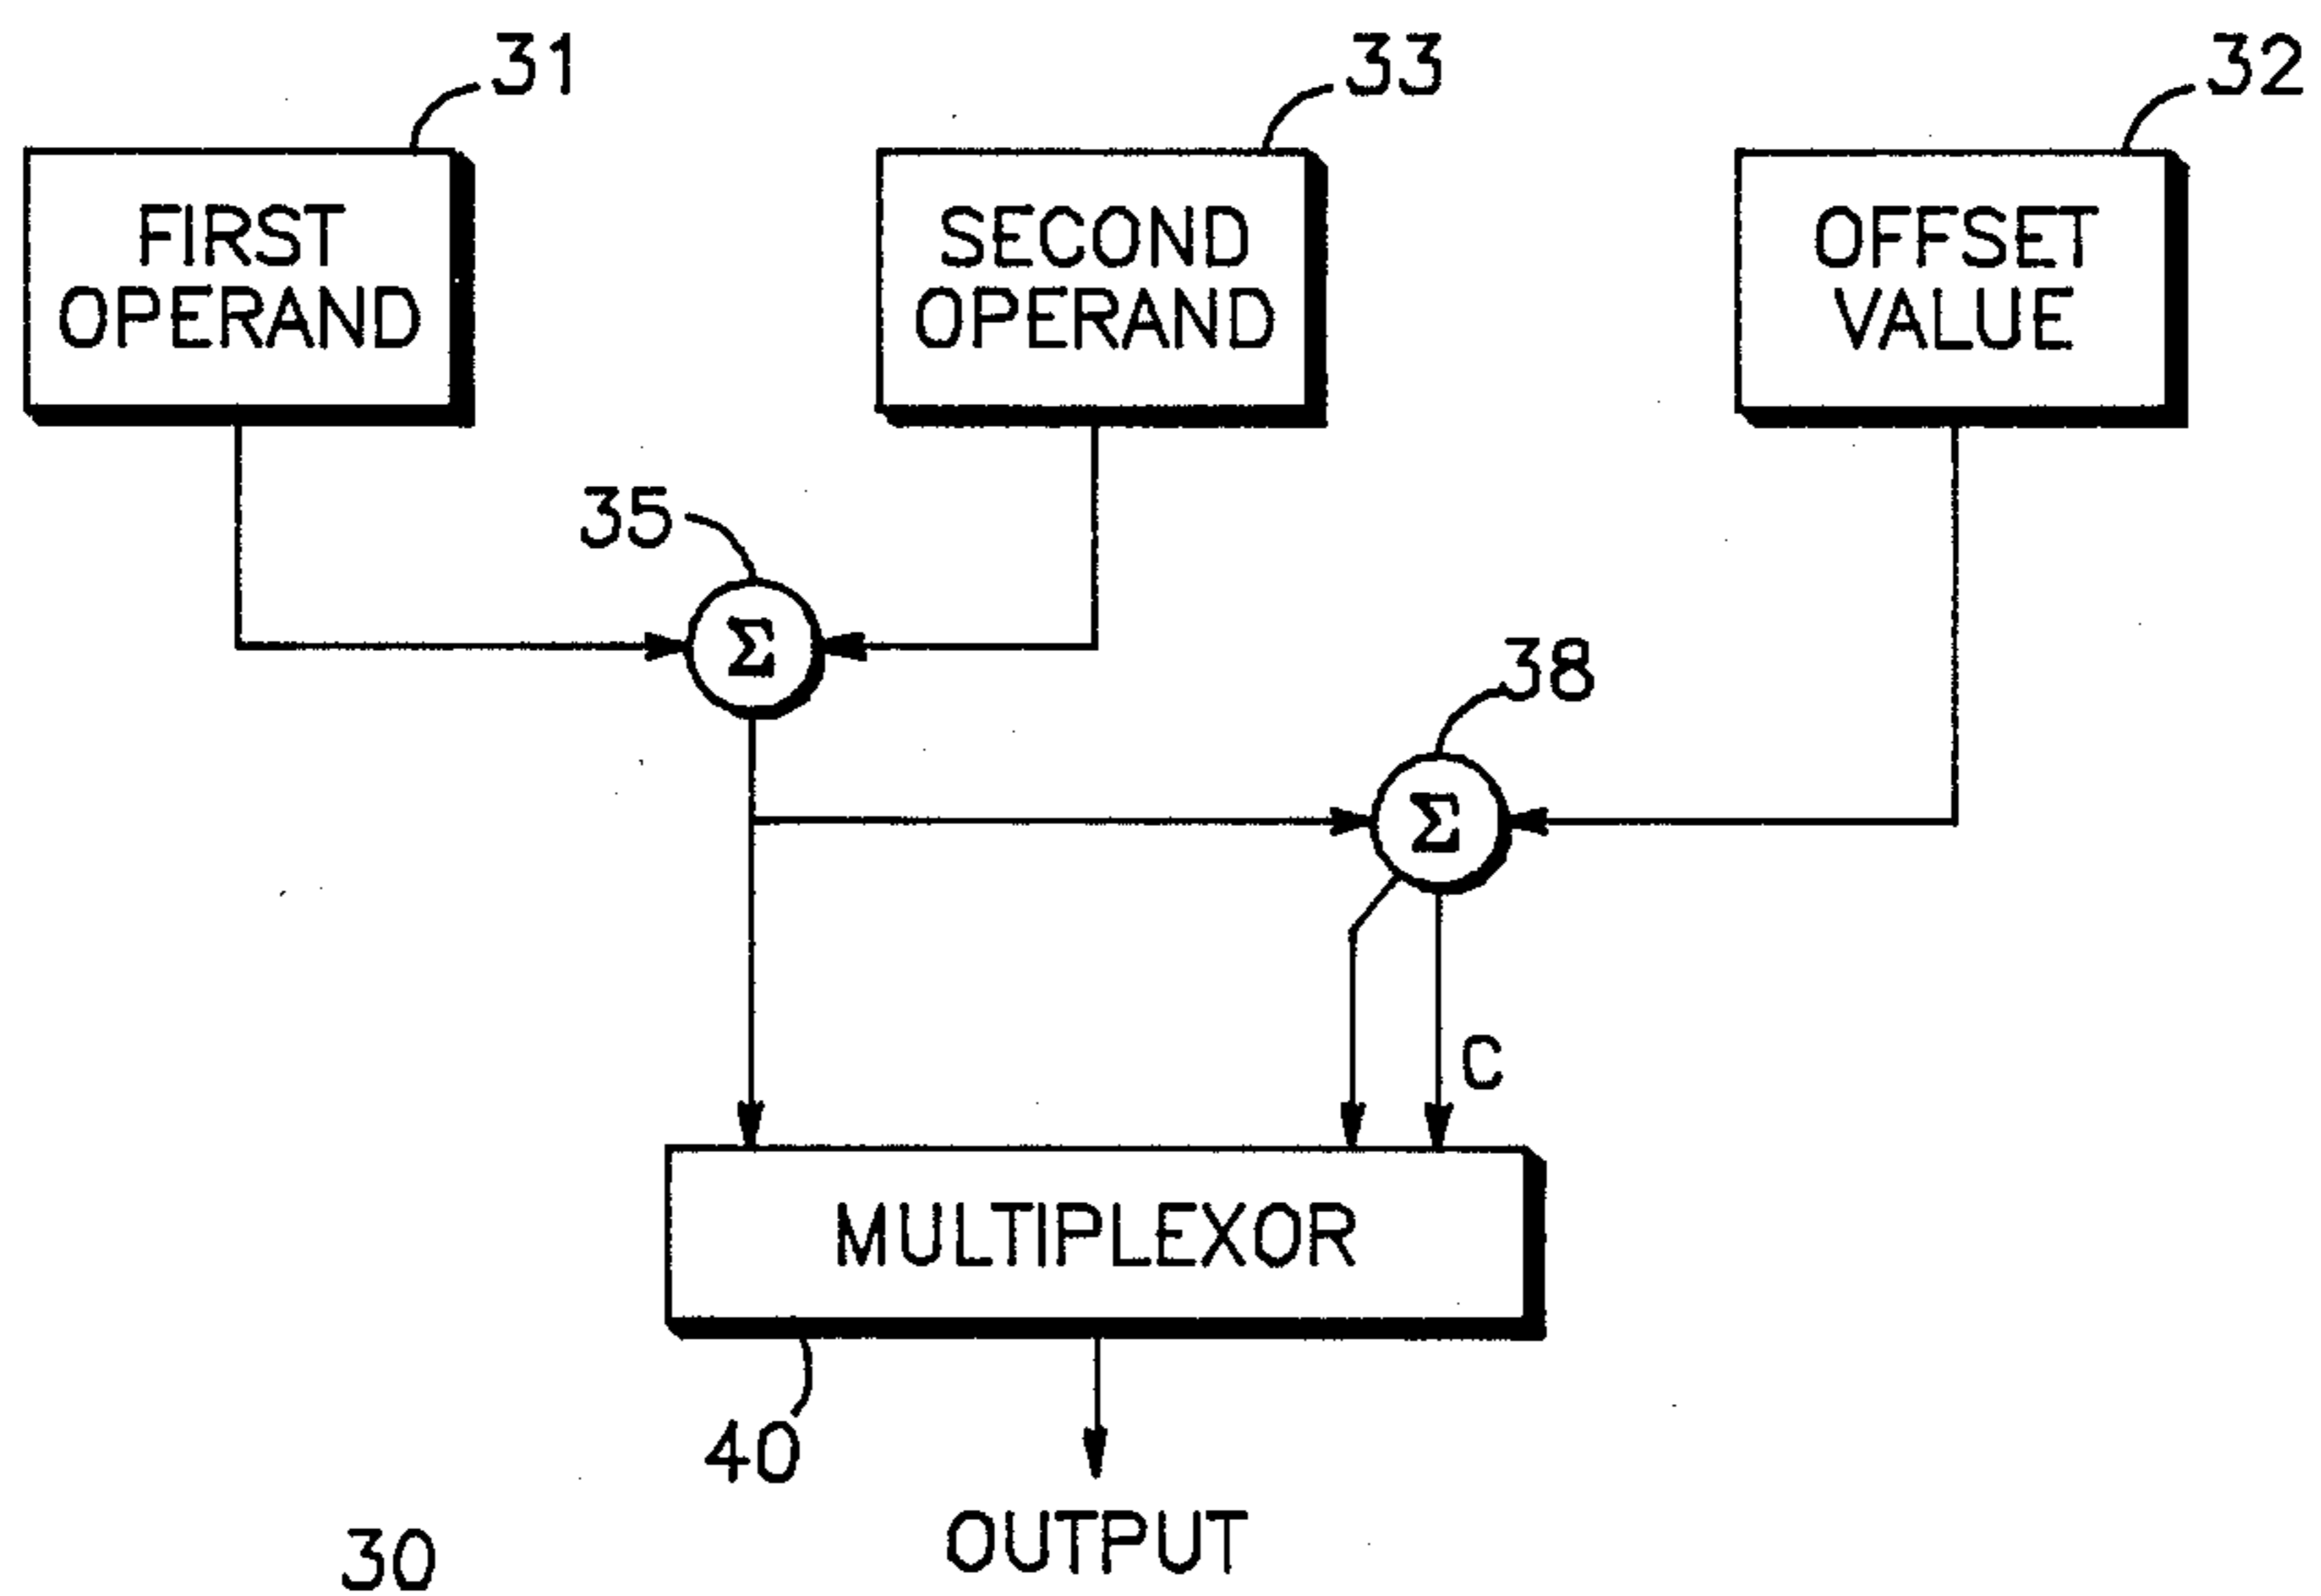 31
33
32
FIRST
OPERAND
SECOND
OPERAND
OFFSET
VALUE
35
Σ
38
Σ
C
MULTIPLEXOR
40
OUTPUT
30